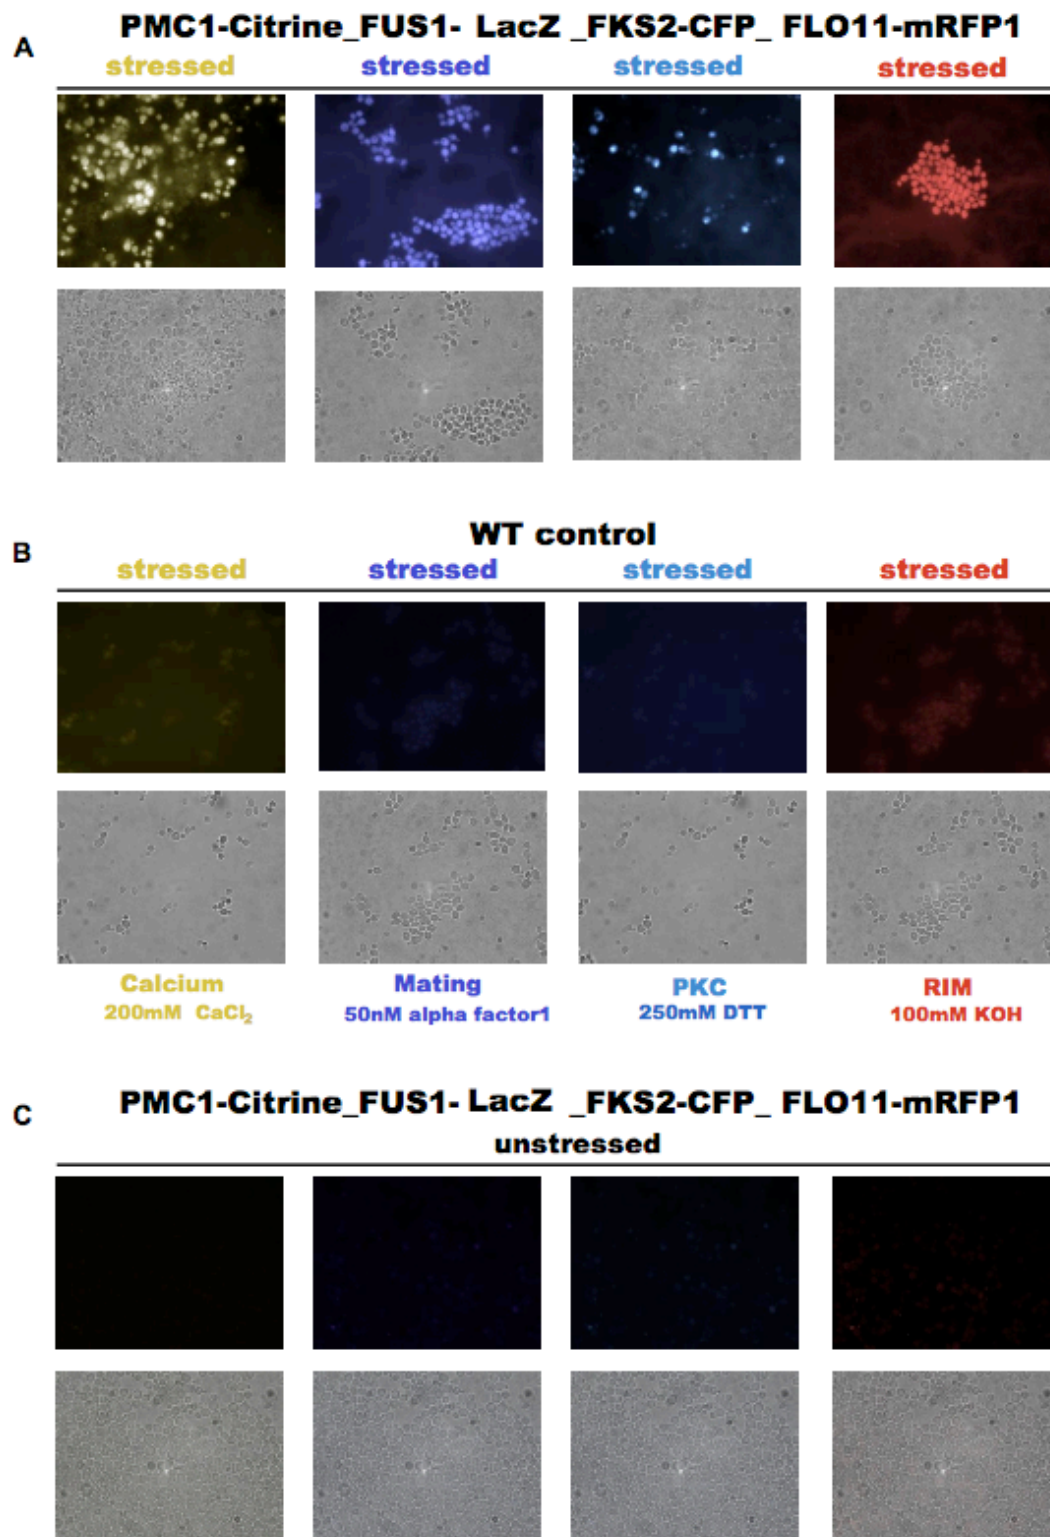 A
PMC1-Citrine_FUS1- LacZ _FKS2-CFP_ FLO11-mRFP1
stressed stressed stressed stressed
B
WT control
stressed stressed stressed stressed
Calcium Mating PKC RIM
200mM CaCl₂ 50nM alpha factor1 250mM DTT 100mM KOH
C
PMC1-Citrine_FUS1- LacZ _FKS2-CFP_ FLO11-mRFP1
unstressed